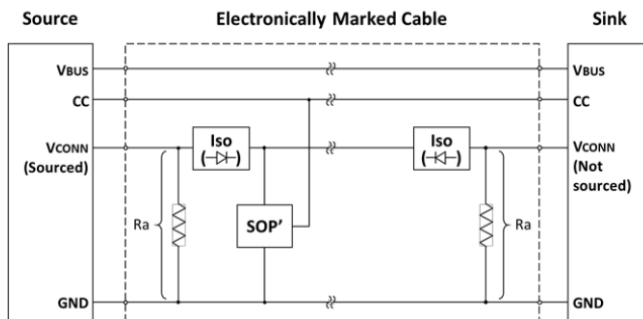 Source
Electronically Marked Cable
Sink
VBUS
VBUS
CC
CC
VCONN
(Sourced)
Iso
Iso
VCONN
(Not
sourced)
Ra
SOP'
Ra
GND
GND